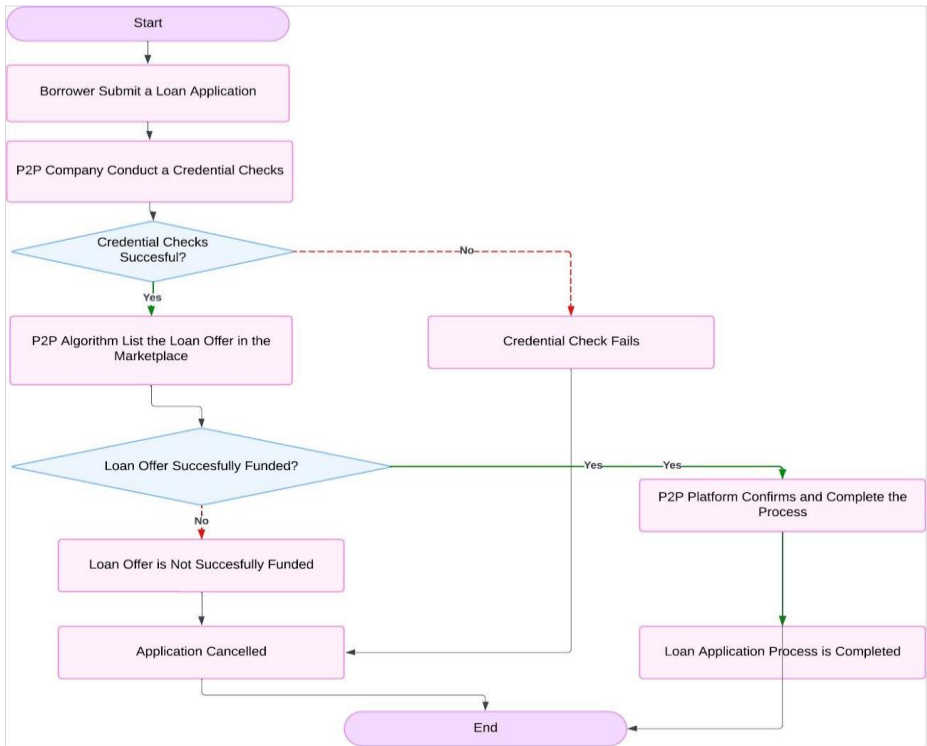 Start
Borrower Submit a Loan Application
P2P Company Conduct a Credential Checks
Credential Checks
Succesful?
No
Yes
P2P Algorithm List the Loan Offer in the
Marketplace
Credential Check Fails
Loan Offer Succesfully Funded?
Yes
Yes
P2P Platform Confirms and Complete the
Process
No
Loan Offer is Not Succesfully Funded
Application Cancelled
Loan Application Process is Completed
End